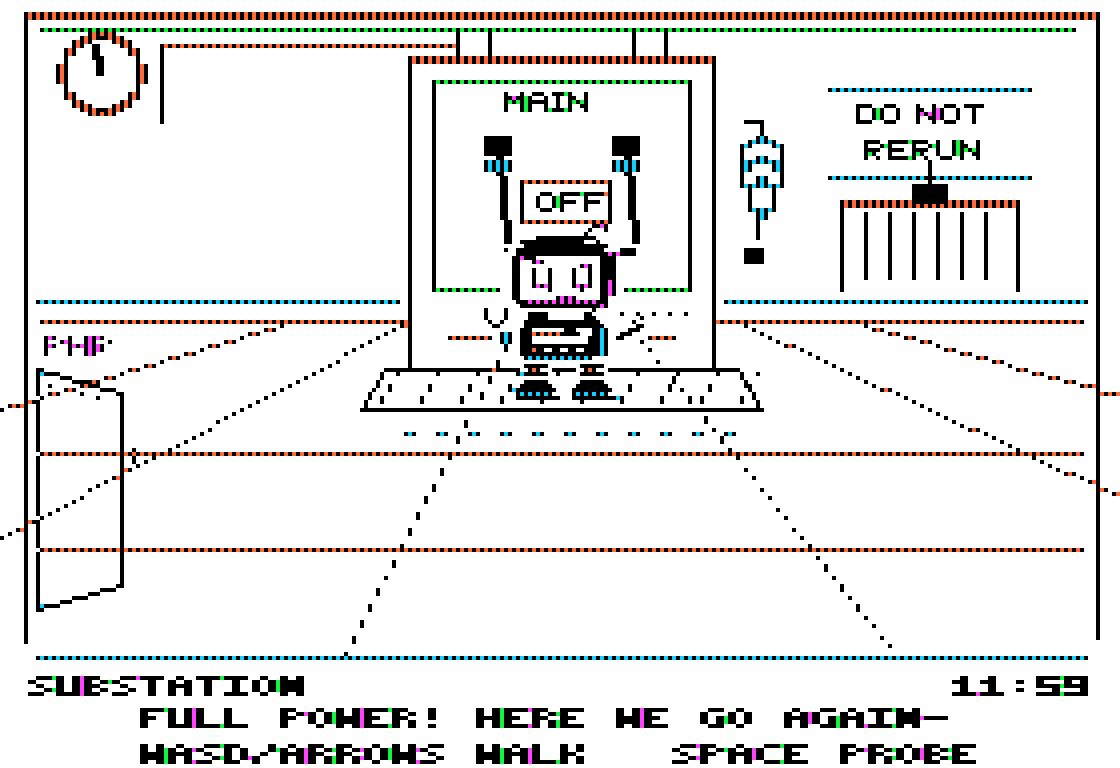 MAIN
DO NOT
RERUN
OFF
SUBSTATION 11:59
FULL POWER! HERE WE GO AGAIN-
WASD/ARROWS WALK SPACE PROBE